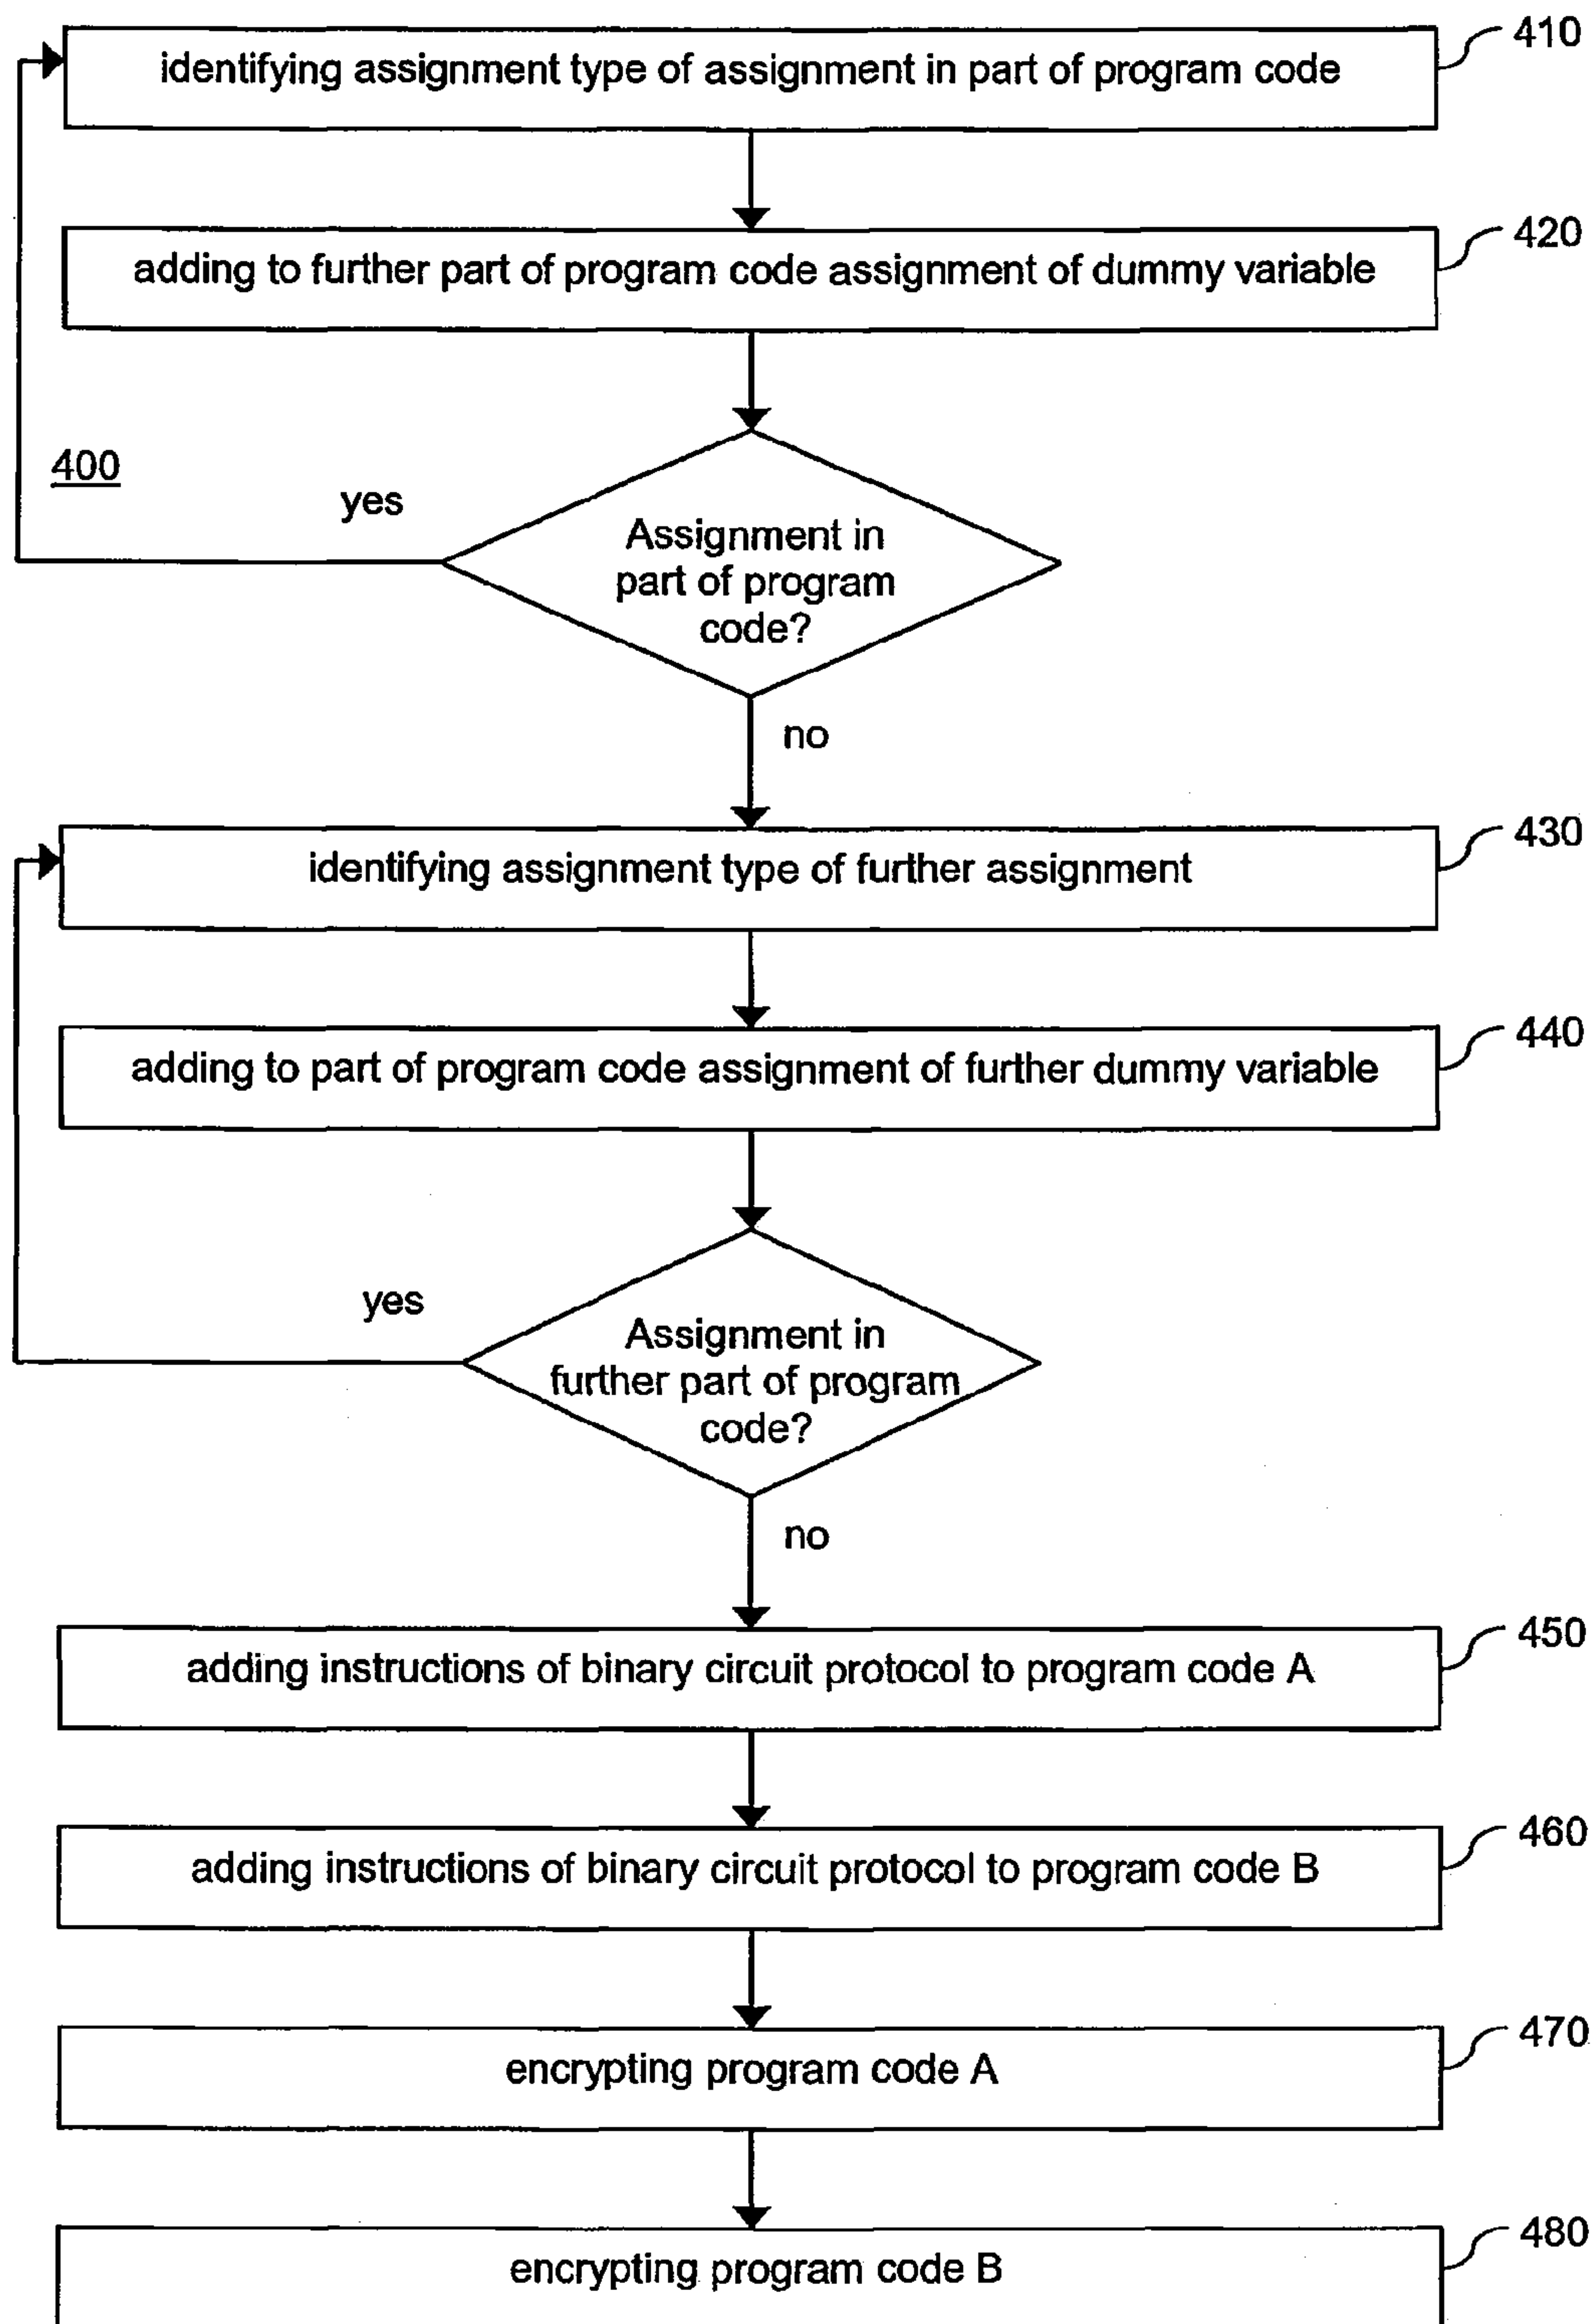 410
identifying assignment type of assignment in part of program code
420
adding to further part of program code assignment of dummy variable
400
yes
Assignment in
part of program
code?
no
430
identifying assignment type of further assignment
440
adding to part of program code assignment of further dummy variable
yes
Assignment in
further part of program
code?
no
450
adding instructions of binary circuit protocol to program code A
460
adding instructions of binary circuit protocol to program code B
470
encrypting program code A
480
encrypting program code B